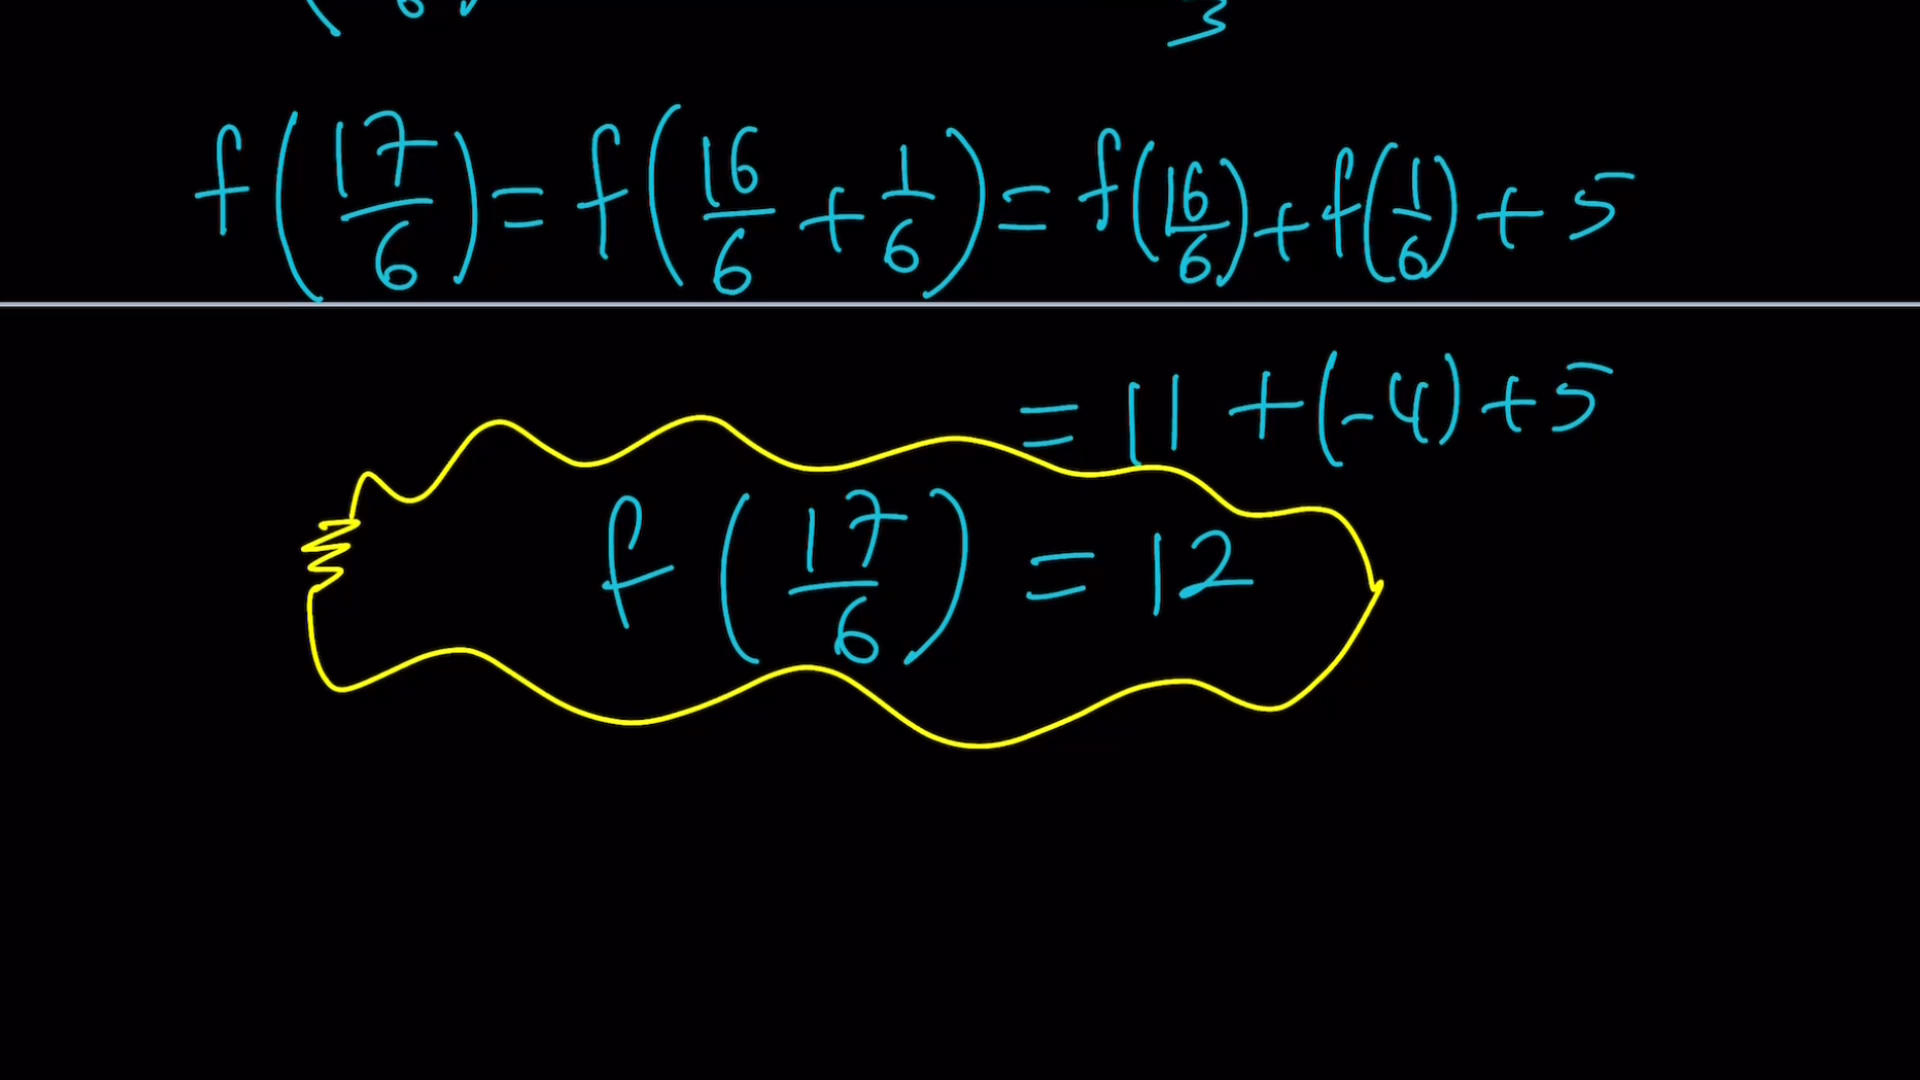 f(17/6) = f(16/6 + 1/6) = f(16/6) + f(1/6) + 5
= 11 + (-4) + 5
f(17/6) = 12